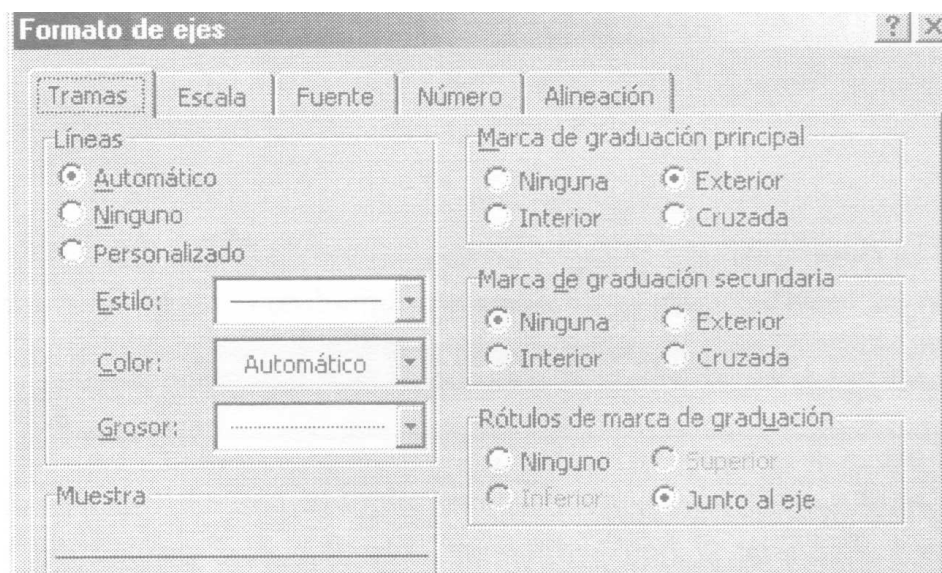 Formato de ejes
Tramas Escala Fuente Número Alineación
Líneas
Automático
Ninguno
Personalizado
Estilo:
Color: Automático
Grosor:
Muestra
Marca de graduación principal
Ninguna Exterior
Interior Cruzada
Marca de graduación secundaria
Ninguna Exterior
Interior Cruzada
Rótulos de marca de graduación
Ninguno Superior
Inferior Junto al eje